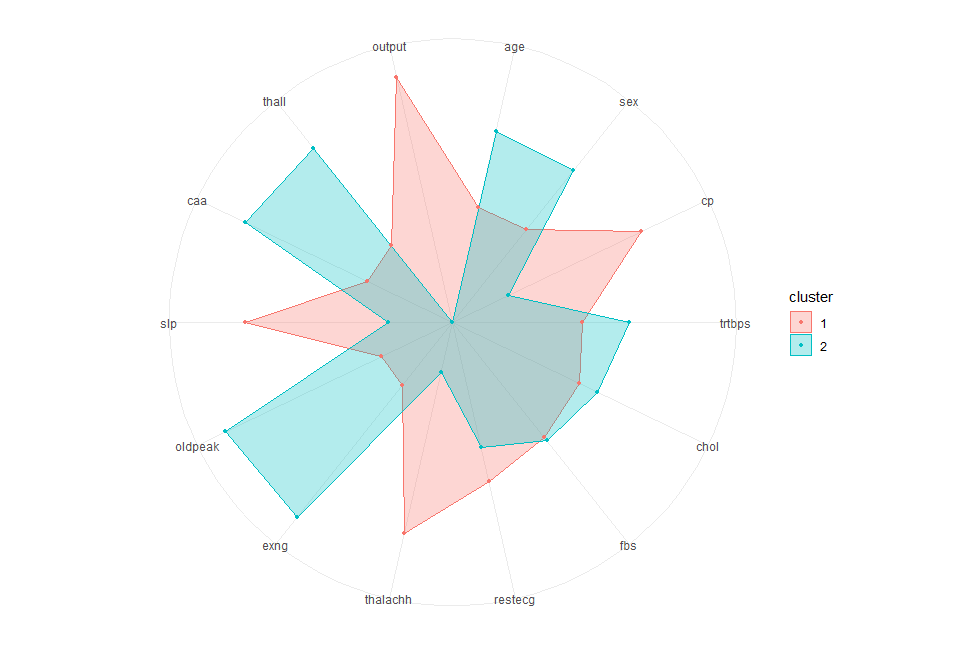 output
age
thall
sex
caa
cp
slp
trtbps
oldpeak
chol
exng
fbs
thalachh
restecg
cluster
1
2